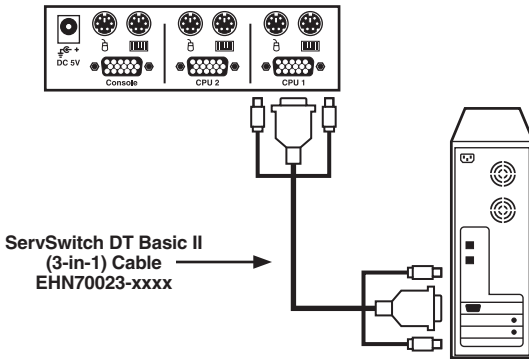 DC 5V
Console
CPU 2
CPU 1
ServSwitch DT Basic II
(3-in-1) Cable
EHN70023-xxxx